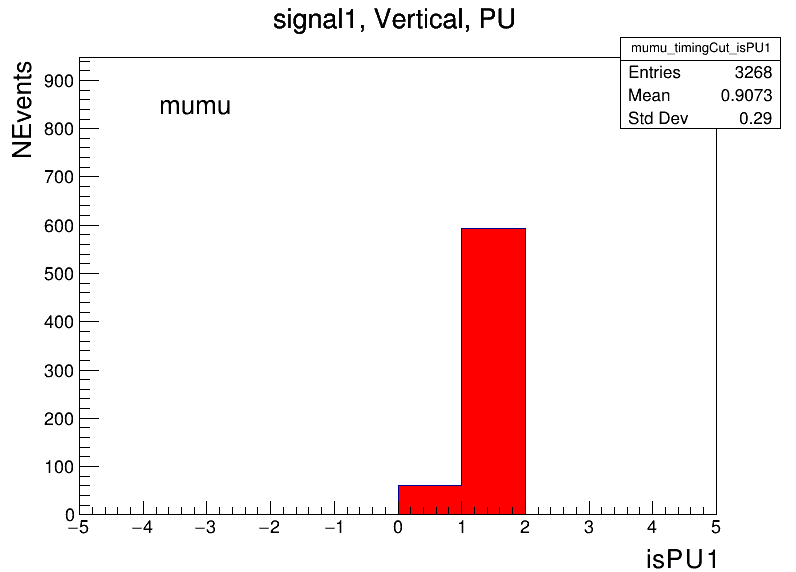 signal1, Vertical, PU
mumu_timingCut_isPU1
Entries 3268
Mean 0.9073
Std Dev 0.29
NEvents
mumu
900
800
700
600
500
400
300
200
100
0
−5 −4 −3 −2 −1 0 1 2 3 4 5
isPU1